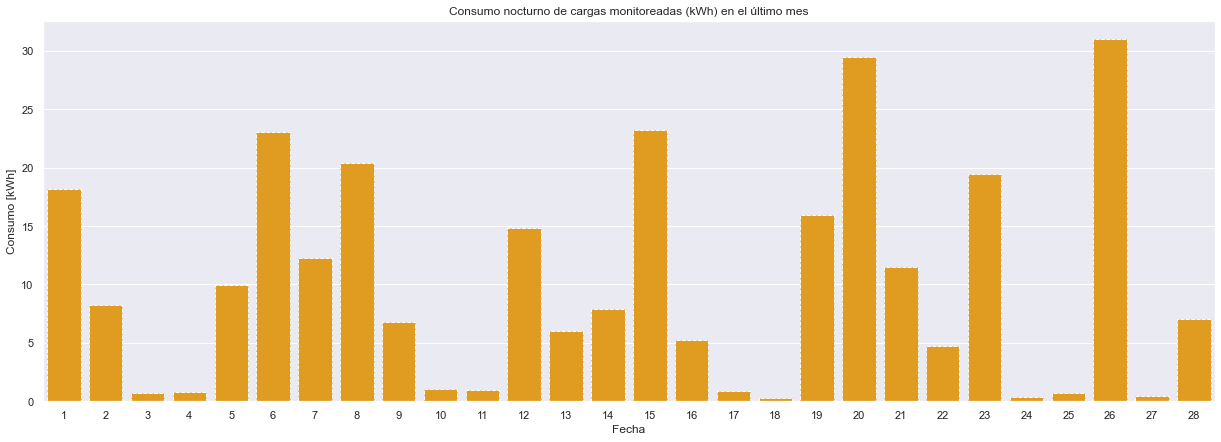 Consumo nocturno de cargas monitoreadas (kWh) en el último mes
30
25
20
15
10
5
0
Consumo [kWh]
1 2 3 4 5 6 7 8 9 10 11 12 13 14 15 16 17 18 19 20 21 22 23 24 25 26 27 28
Fecha